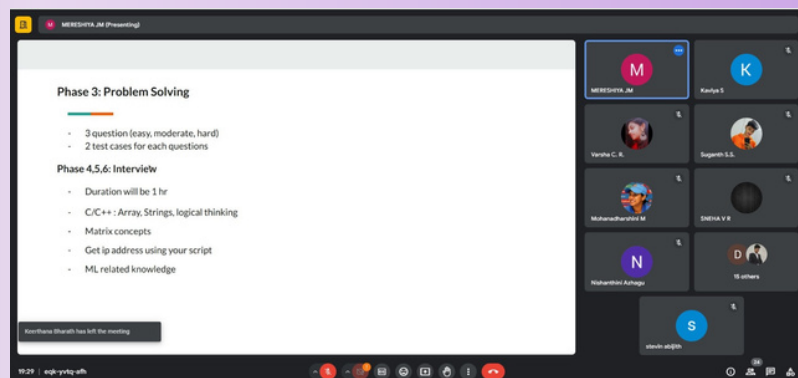 MERESHIYA JM (Presenting)
Phase 3: Problem Solving
- 3 question (easy, moderate, hard)
- 2 test cases for each questions
Phase 4,5,6: Interview
- Duration will be 1 hr
- C/C++ : Array, Strings, logical thinking
- Matrix concepts
- Get ip address using your script
- ML related knowledge
Keerthana Bharath has left the meeting
M
MERESHIYA JM
K
Kaviya S
Varsha C. R.
Suganth S.S.
Mohanadharshini M
SNEHA V R
N
Nishanthini Azhagu
D
15 others
S
stevin abijith
19:29 | eqk-yvtq-afh
24